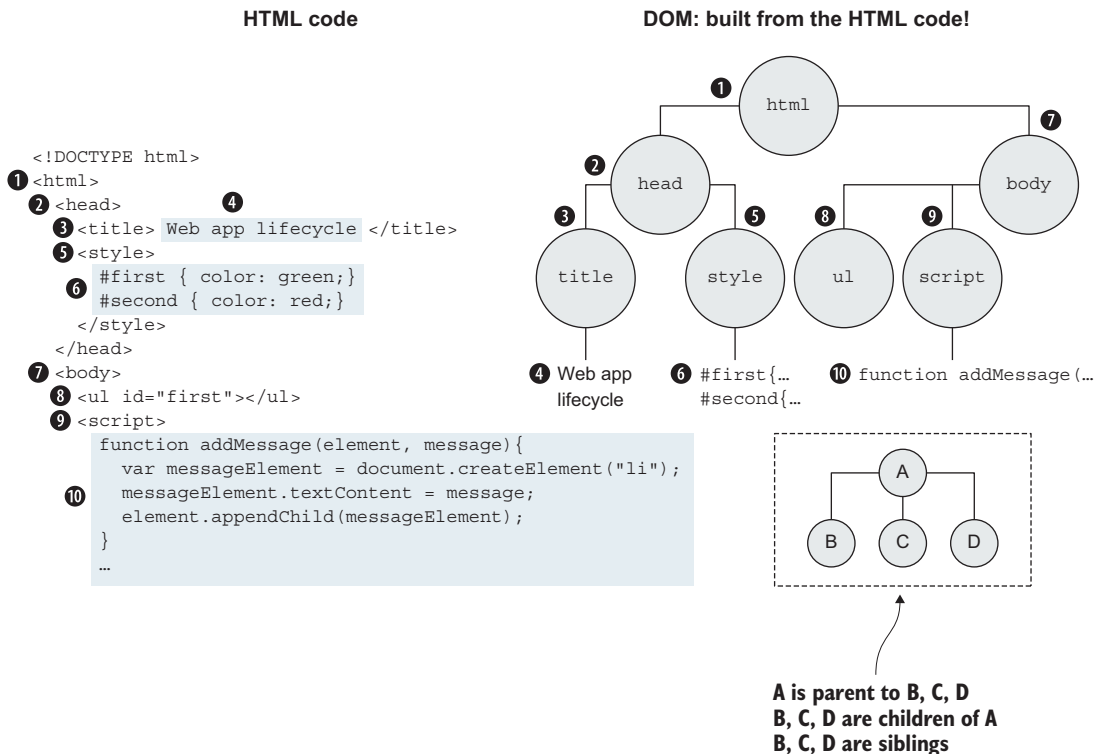 HTML code
<!DOCTYPE html>
1 <html>
2 <head>
4
3 <title> Web app lifecycle </title>
5 <style>
6
#first { color: green;}
#second { color: red;}
</style>
</head>
7 <body>
8 <ul id="first"></ul>
9 <script>
10
function addMessage(element, message){
var messageElement = document.createElement("li");
messageElement.textContent = message;
element.appendChild(messageElement);
}
…
DOM: built from the HTML code!
1 html
2 head
7 body
3 title
5 style
8 ul
9 script
4 Web app
lifecycle
6 #first{…
#second{…
10 function addMessage(…
A
B C D
A is parent to B, C, D
B, C, D are children of A
B, C, D are siblings